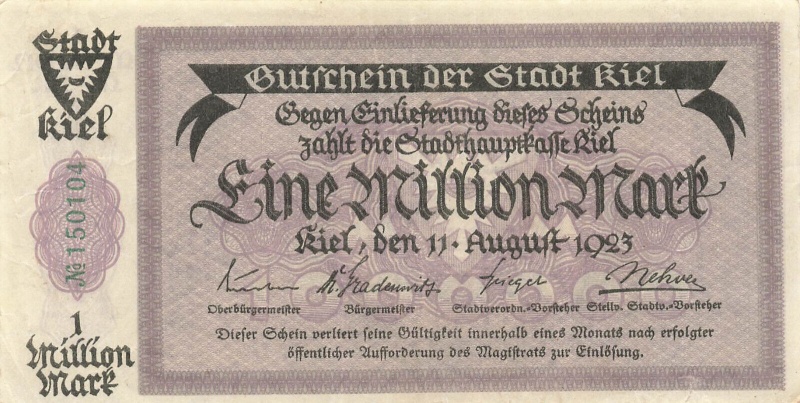 Stadt
Kiel
№ 150104
1
Million
Mark
Gutschein der Stadt Kiel
Gegen Einlieferung dieses Scheins
zahlt die Stadthauptkasse Kiel
Eine Million Mark
Kiel, den 11. August 1923
Oberbürgermeister Bürgermeister Stadtverordn.=Vorsteher Stellv. Stadtv.=Vorsteher
Dieser Schein verliert seine Gültigkeit innerhalb eines Monats nach erfolgter
öffentlicher Aufforderung des Magistrats zur Einlösung.